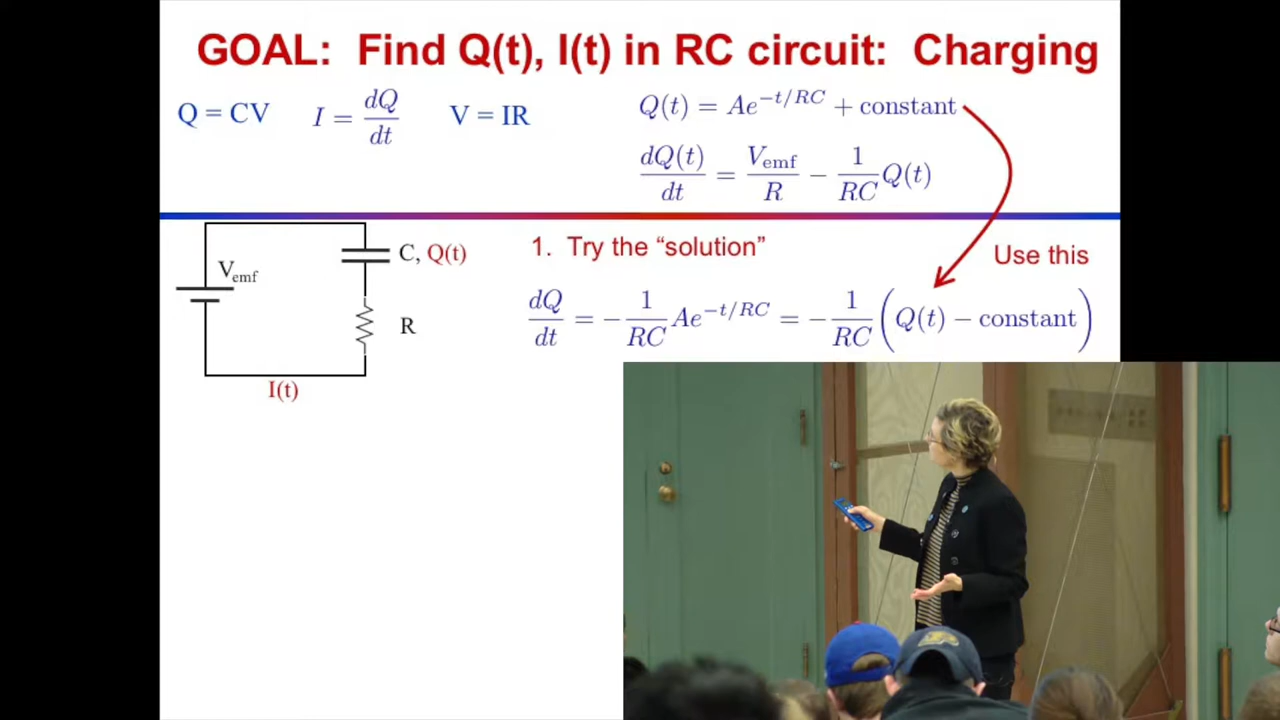 GOAL: Find Q(t), I(t) in RC circuit: Charging
Q = CV
I = dQ/dt
V = IR
Q(t) = Ae^{-t/RC} + constant
dQ(t)/dt = V_emf/R − 1/RC Q(t)
V_emf
C, Q(t)
R
I(t)
1. Try the “solution”
Use this
dQ/dt = −1/RC Ae^{-t/RC} = −1/RC (Q(t) − constant)